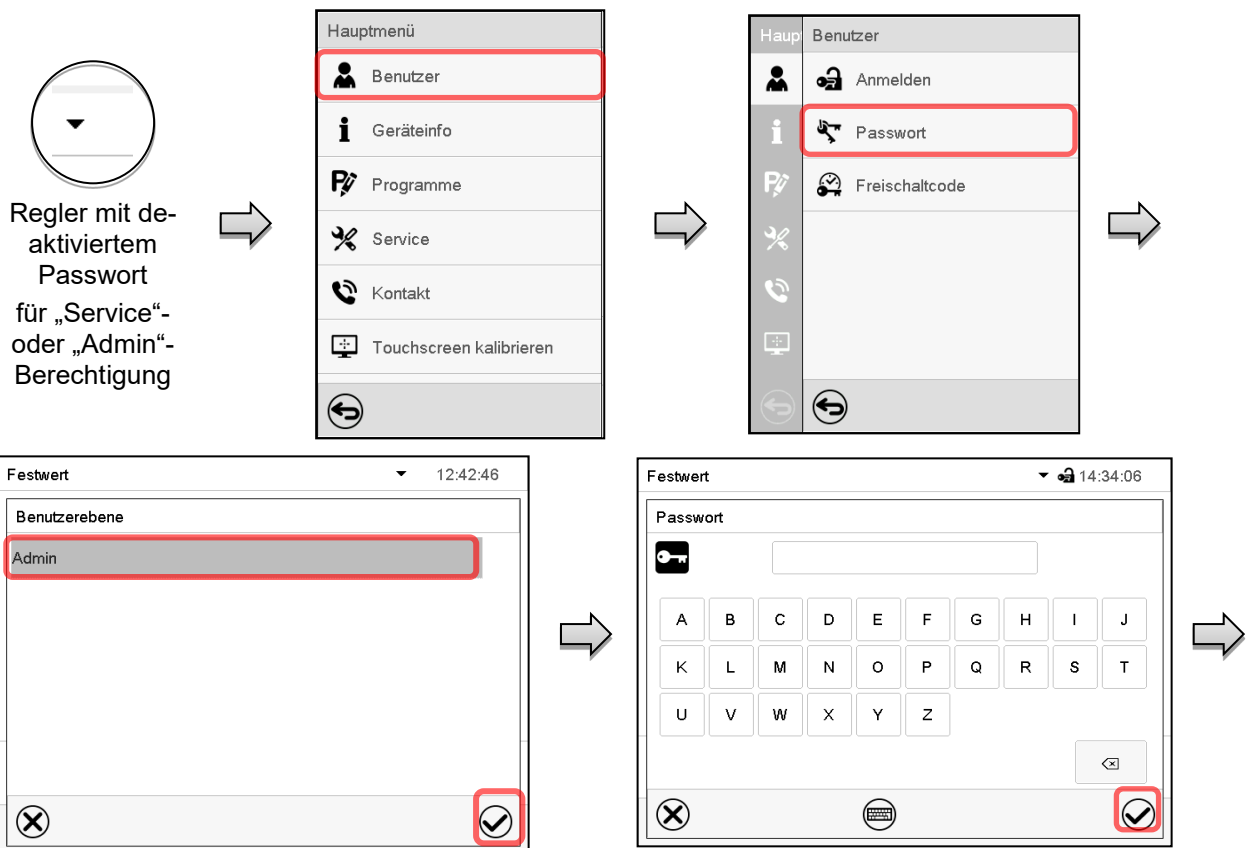 Regler mit de-
aktiviertem
Passwort
für „Service“-
oder „Admin“-
Berechtigung
Hauptmenü
Benutzer
Geräteinfo
Programme
Service
Kontakt
Touchscreen kalibrieren
Haupt
Benutzer
Anmelden
Passwort
Freischaltcode
Festwert 12:42:46
Benutzerebene
Admin
Festwert 14:34:06
Passwort
A B C D E F G H I J
K L M N O P Q R S T
U V W X Y Z